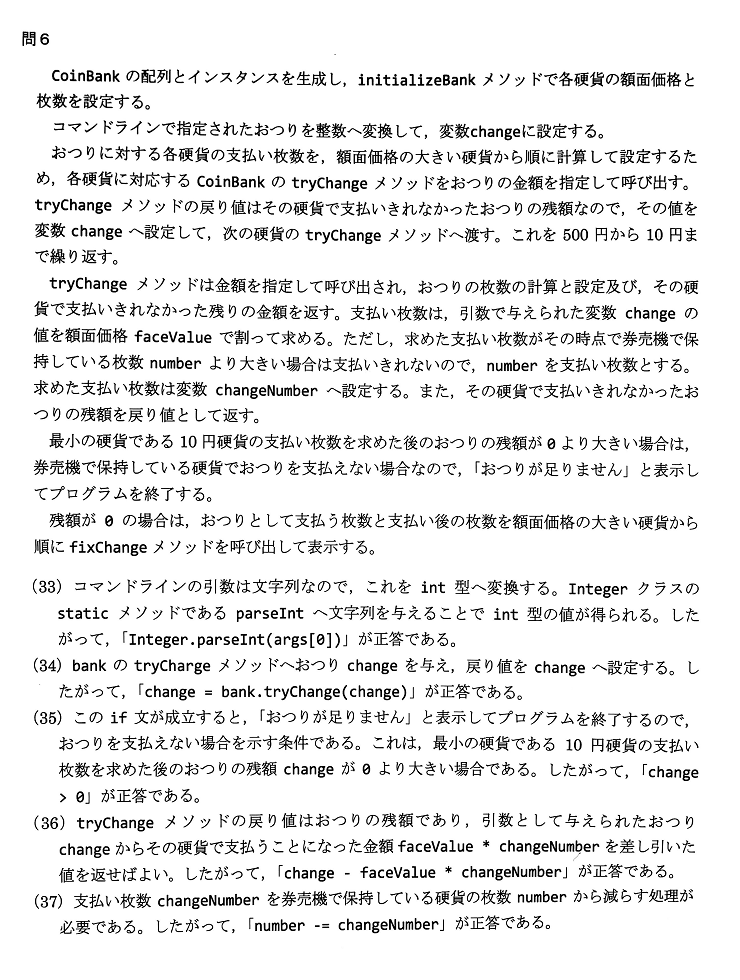 問6
CoinBank の配列とインスタンスを生成し，initializeBank メソッドで各硬貨の額面価格と
枚数を設定する。
コマンドラインで指定されたおつりを整数へ変換して，変数changeに設定する。
おつりに対する各硬貨の支払い枚数を，額面価格の大きい硬貨から順に計算して設定するた
め，各硬貨に対応する CoinBank の tryChange メソッドをおつりの金額を指定して呼び出す。
tryChange メソッドの戻り値はその硬貨で支払いきれなかったおつりの残額なので，その値を
変数 change へ設定して，次の硬貨の tryChange メソッドへ渡す。これを 500 円から 10 円ま
で繰り返す。
tryChange メソッドは金額を指定して呼び出され，おつりの枚数の計算と設定及び，その硬
貨で支払いきれなかった残りの金額を返す。支払い枚数は，引数で与えられた変数 change の
値を額面価格 faceValue で割って求める。ただし，求めた支払い枚数がその時点で券売機で保
持している枚数 number より大きい場合は支払いきれないので，number を支払い枚数とする。
求めた支払い枚数は変数 changeNumber へ設定する。また，その硬貨で支払いきれなかったお
つりの残額を戻り値として返す。
最小の硬貨である 10 円硬貨の支払い枚数を求めた後のおつりの残額が 0 より大きい場合は，
券売機で保持している硬貨でおつりを支払えない場合なので，「おつりが足りません」と表示し
てプログラムを終了する。
残額が 0 の場合は，おつりとして支払う枚数と支払い後の枚数を額面価格の大きい硬貨から
順に fixChange メソッドを呼び出して表示する。
(33) コマンドラインの引数は文字列なので，これを int 型へ変換する。Integer クラスの
static メソッドである parseInt へ文字列を与えることで int 型の値が得られる。した
がって，「Integer.parseInt(args[0])」が正答である。
(34) bank の tryCharge メソッドへおつり change を与え，戻り値を change へ設定する。し
たがって，「change = bank.tryChange(change)」が正答である。
(35) この if 文が成立すると，「おつりが足りません」と表示してプログラムを終了するので，
おつりを支払えない場合を示す条件である。これは，最小の硬貨である 10 円硬貨の支払い
枚数を求めた後のおつりの残額 change が 0 より大きい場合である。したがって，「change
> 0」が正答である。
(36) tryChange メソッドの戻り値はおつりの残額であり，引数として与えられたおつり
changeからその硬貨で支払うことになった金額 faceValue * changeNumber を差し引いた
値を返せばよい。したがって，「change - faceValue * changeNumber」が正答である。
(37) 支払い枚数 changeNumber を券売機で保持している硬貨の枚数 number から減らす処理が
必要である。したがって，「number -= changeNumber」が正答である。